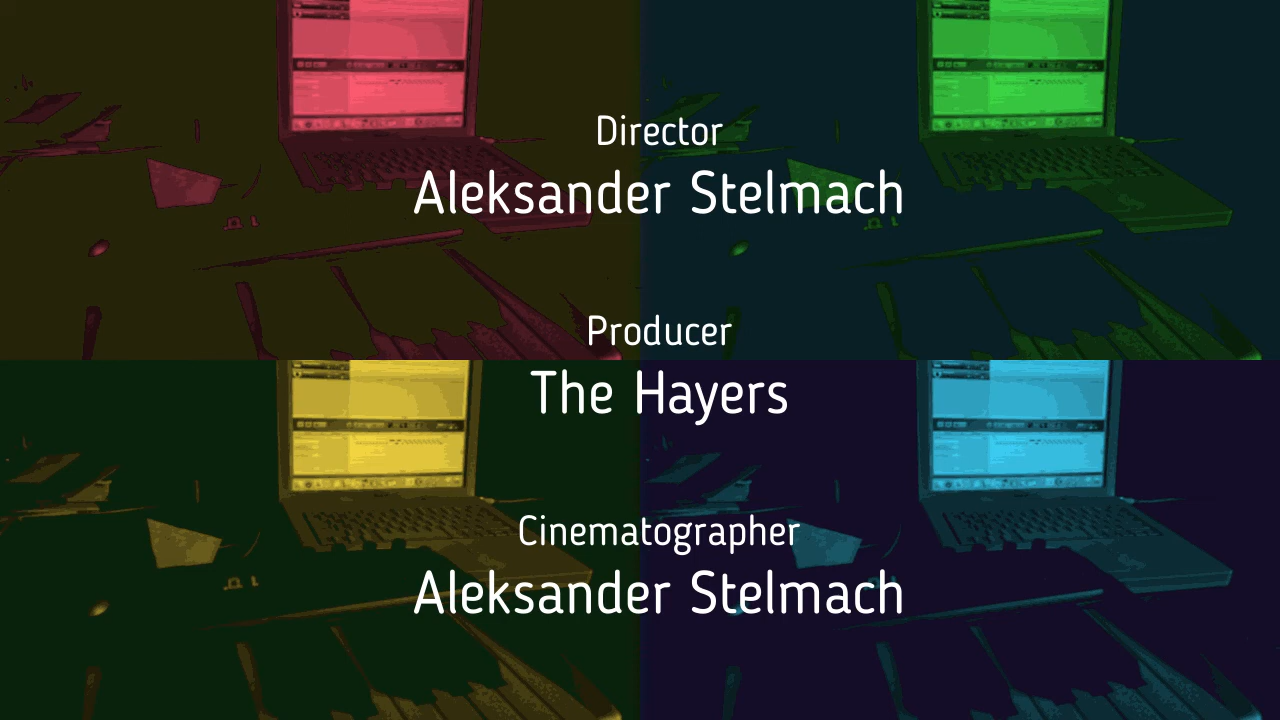 Director
Aleksander Stelmach
Producer
The Hayers
Cinematographer
Aleksander Stelmach